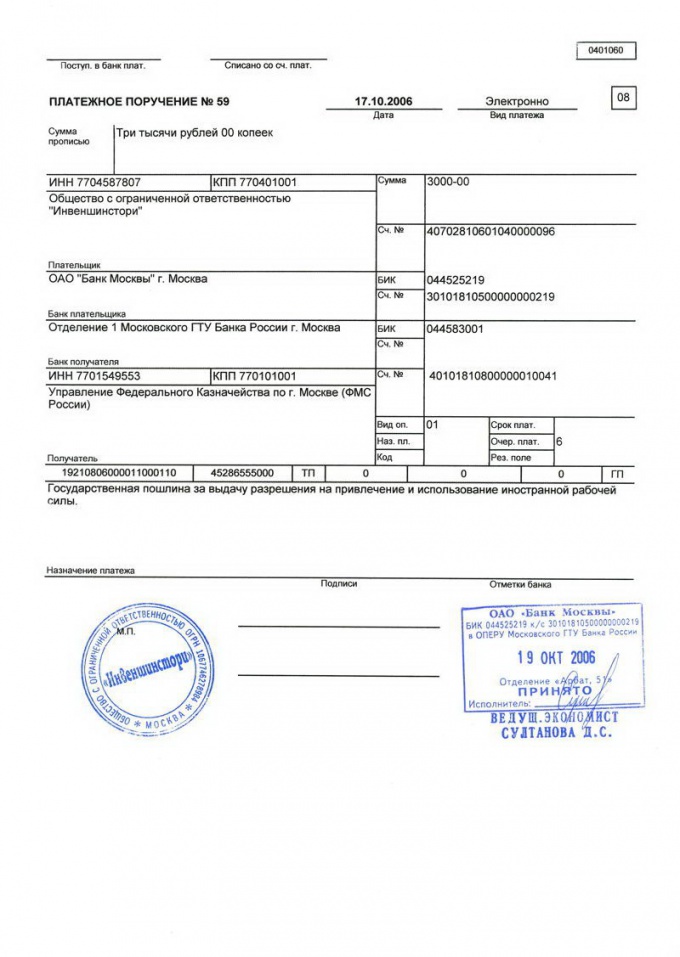 0401060
Поступ. в банк плат. Списано со сч. плат.
ПЛАТЕЖНОЕ ПОРУЧЕНИЕ № 59 17.10.2006 Электронно 08
Дата Вид платежа
Сумма прописью Три тысячи рублей 00 копеек
ИНН 7704587807 КПП 770401001 Сумма 3000-00
Общество с ограниченной ответственностью
"Инвеншинстори"
Сч. № 40702810601040000096
Плательщик
ОАО "Банк Москвы" г. Москва БИК 044525219
Сч. № 30101810500000000219
Банк плательщика
Отделение 1 Московского ГТУ Банка России г. Москва БИК 044583001
Сч. №
Банк получателя
ИНН 7701549553 КПП 770101001 Сч. № 40101810800000010041
Управление Федерального Казначейства по г. Москве (ФМС
России)
Вид оп. 01 Срок плат.
Наз. пл. Очер. плат. 6
Получатель Код Рез. поле
19210806000011000110 45286555000 ТП 0 0 0 ГП
Государственная пошлина за выдачу разрешения на привлечение и использование иностранной рабочей
силы.
Назначение платежа
Подписи Отметки банка
М.П.
ОБЩЕСТВО С ОГРАНИЧЕННОЙ ОТВЕТСТВЕННОСТЬЮ ОГРН
«Инвеншинстори»
* МОСКВА *
ОАО «Банк Москвы»
БИК 044525219 к/с 30101810500000000219
в ОПЕРУ Московского ГТУ Банка России
19 ОКТ 2006
Отделение «Арбат, 51»
ПРИНЯТО
Исполнитель:
ВЕДУЩ.ЭКОНОМИСТ
СУЛТАНОВА Д.С.